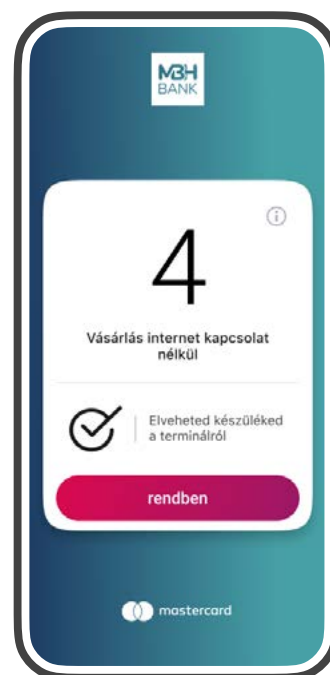 MBH
BANK
4
Vásárlás internet kapcsolat
nélkül
Elveheted készüléked
a terminálról
rendben
mastercard